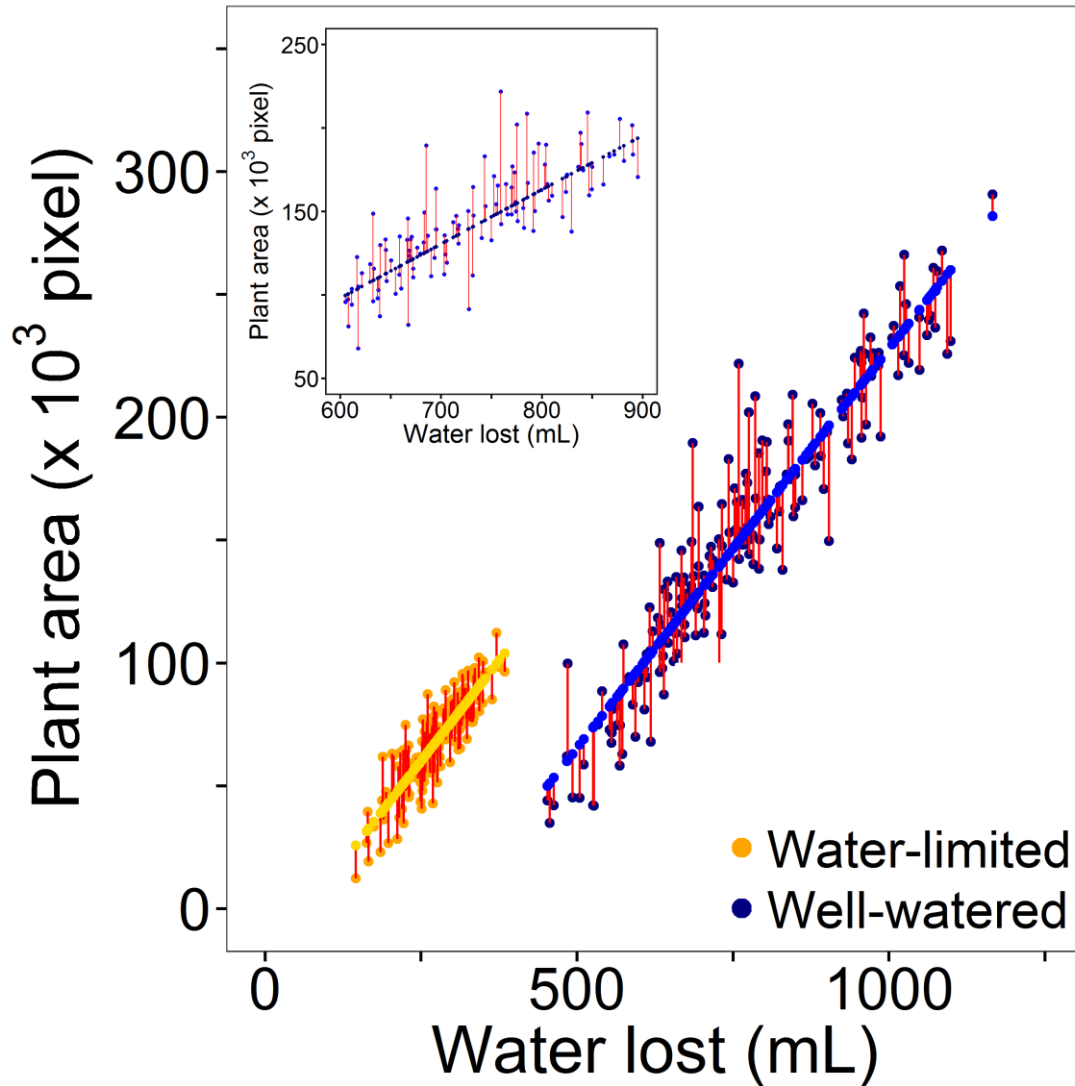 250
150
50
Plant area (x 10³ pixel)
600 700 800 900
Water lost (mL)
300
200
100
0
Plant area (x 10³ pixel)
Water-limited
Well-watered
0 500 1000
Water lost (mL)